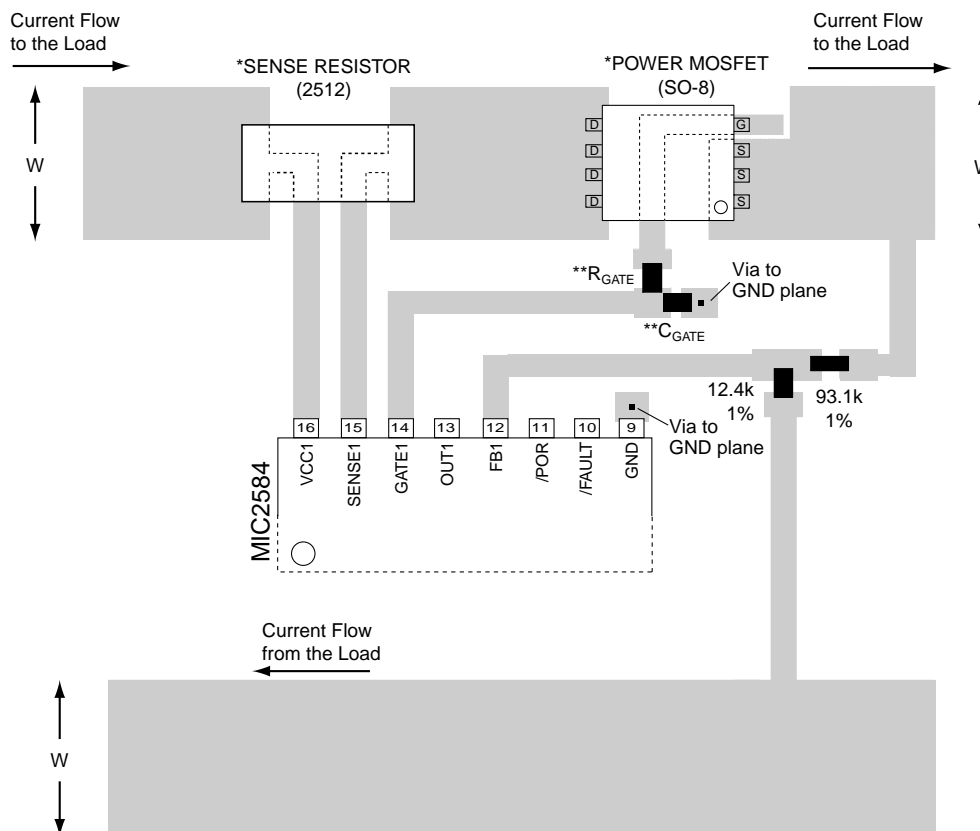 Current Flow
to the Load
Current Flow
to the Load
*SENSE RESISTOR
(2512)
*POWER MOSFET
(SO-8)
W
W
D
D
D
D
G
S
S
S
**RGATE
Via to
GND plane
**CGATE
12.4k
1%
93.1k
1%
Via to
GND plane
16
15
14
13
12
11
10
9
VCC1
SENSE1
GATE1
OUT1
FB1
/POR
/FAULT
GND
MIC2584
Current Flow
from the Load
W